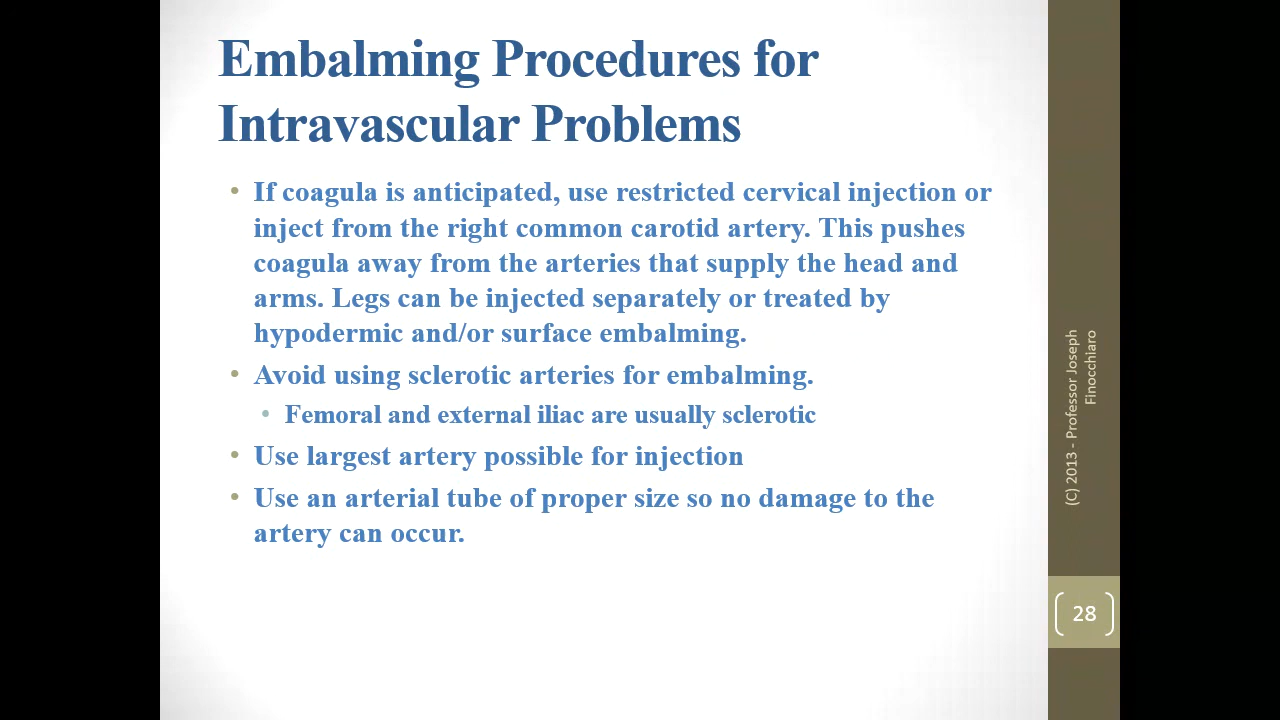 Embalming Procedures for
Intravascular Problems
• If coagula is anticipated, use restricted cervical injection or
inject from the right common carotid artery. This pushes
coagula away from the arteries that supply the head and
arms. Legs can be injected separately or treated by
hypodermic and/or surface embalming.
• Avoid using sclerotic arteries for embalming.
• Femoral and external iliac are usually sclerotic
• Use largest artery possible for injection
• Use an arterial tube of proper size so no damage to the
artery can occur.
(C) 2013 - Professor Joseph
Finocchiaro
28